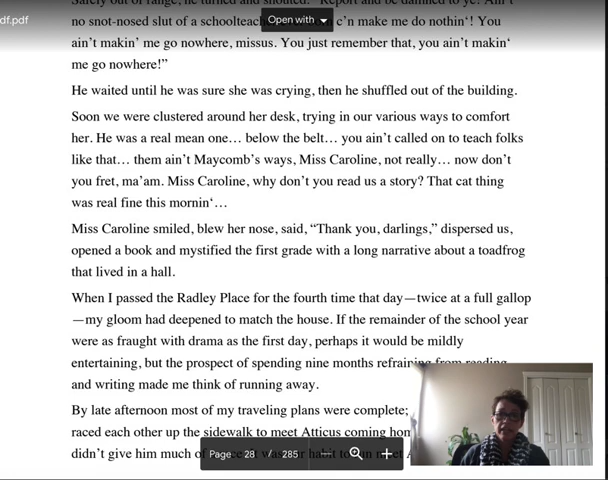 df.pdf
Open with
no snot-nosed slut of a c'n make me do nothin'! You
ain't makin' me go nowhere, missus. You just remember that, you ain't makin'
me go nowhere!”
He waited until he was sure she was crying, then he shuffled out of the building.
Soon we were clustered around her desk, trying in our various ways to comfort
her. He was a real mean one… below the belt… you ain't called on to teach folks
like that… them ain't Maycomb's ways, Miss Caroline, not really… now don't
you fret, ma'am. Miss Caroline, why don't you read us a story? That cat thing
was real fine this mornin'…
Miss Caroline smiled, blew her nose, said, “Thank you, darlings,” dispersed us,
opened a book and mystified the first grade with a long narrative about a toadfrog
that lived in a hall.
When I passed the Radley Place for the fourth time that day—twice at a full gallop
—my gloom had deepened to match the house. If the remainder of the school year
were as fraught with drama as the first day, perhaps it would be mildly
entertaining, but the prospect of spending nine months refraining from reading
and writing made me think of running away.
By late afternoon most of my traveling plans were complete;
raced each other up the sidewalk to meet Atticus coming
didn't give him much
Page 28 / 285